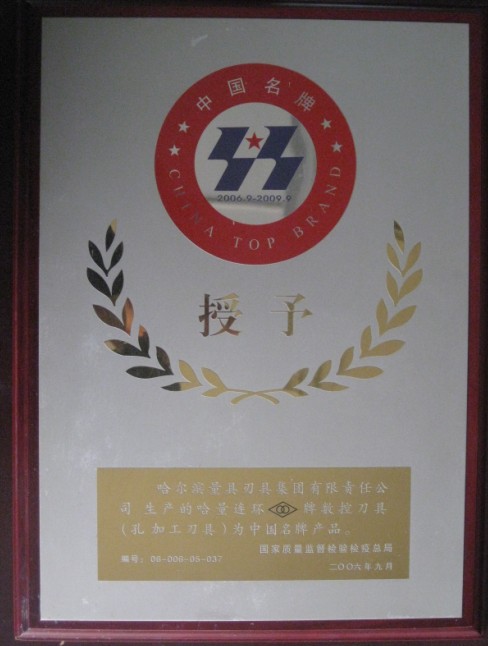 中国名牌
2006.9-2009.9
CHINA TOP BRAND
授予
哈尔滨量具刃具集团有限责任公
司 生产的哈量连环 牌数控刀具
(孔加工刀具)为中国名牌产品。
国家质量监督检验检疫总局
编号：06-006-05-037
二〇〇六年九月